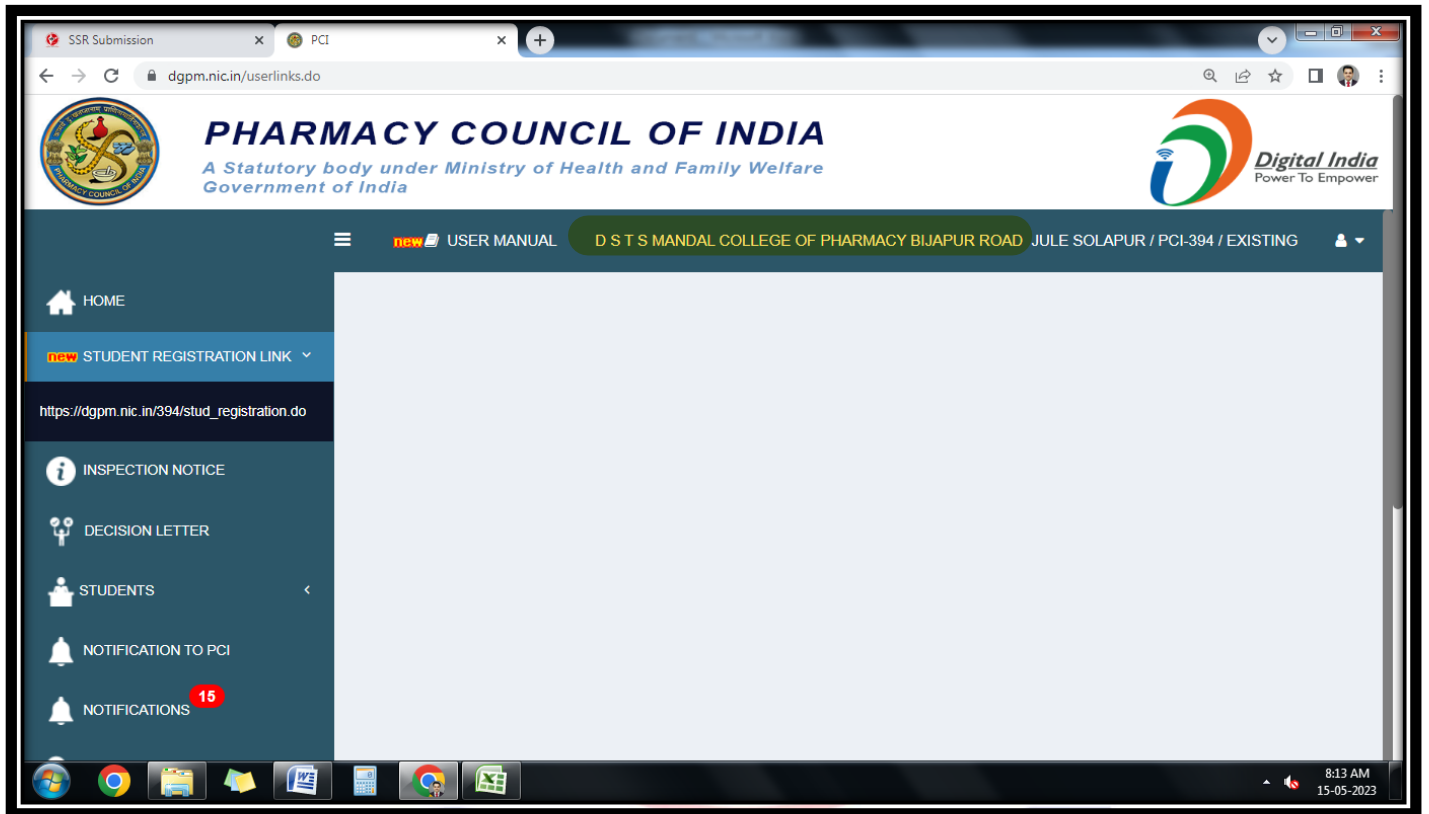 SSR Submission
PCI
dgpm.nic.in/userlinks.do
PHARMACY COUNCIL OF INDIA
A Statutory body under Ministry of Health and Family Welfare
Government of India
Digital India
Power To Empower
new USER MANUAL D S T S MANDAL COLLEGE OF PHARMACY BIJAPUR ROAD JULE SOLAPUR / PCI-394 / EXISTING
HOME
new STUDENT REGISTRATION LINK
https://dgpm.nic.in/394/stud_registration.do
INSPECTION NOTICE
DECISION LETTER
STUDENTS
NOTIFICATION TO PCI
NOTIFICATIONS 15
8:13 AM
15-05-2023